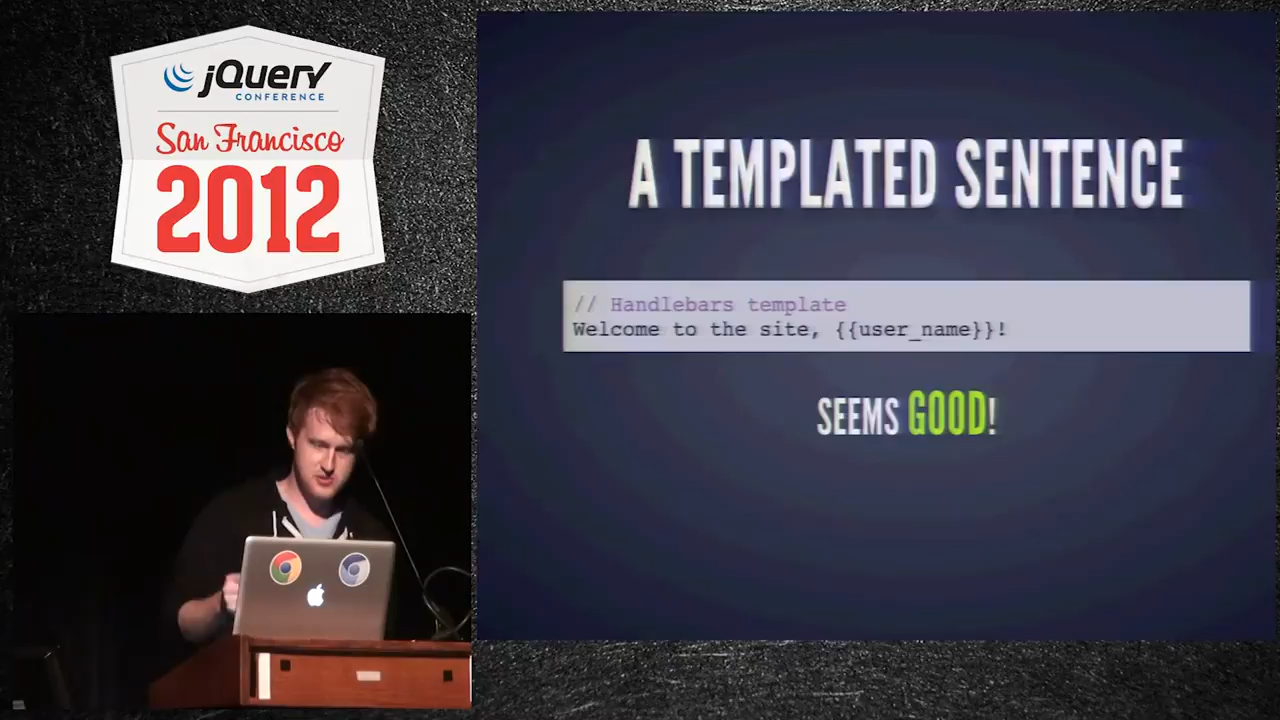 jQuery
CONFERENCE
San Francisco
2012
A TEMPLATED SENTENCE
// Handlebars template
Welcome to the site, {{user_name}}!
SEEMS GOOD!